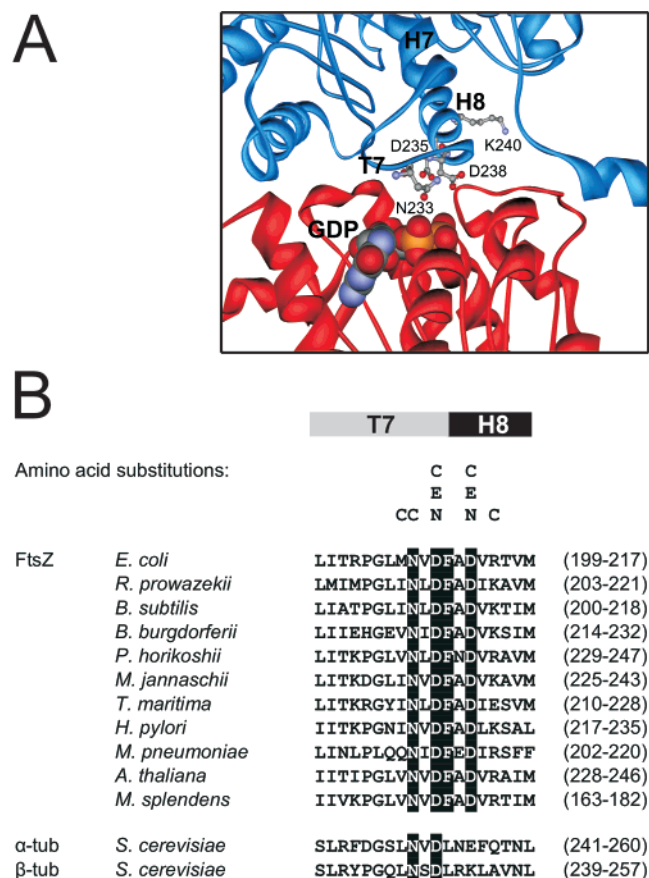 A
H7
H8
D235
K240
T7
D238
N233
GDP
B
T7 H8
Amino acid substitutions: C C
E E
CC N N C
FtsZ E. coli LITRPGLMNVDFADVRTVM (199-217)
R. prowazekii LMIMPGLINLDFADIKAVM (203-221)
B. subtilis LIATPGLINLDFADVKTIM (200-218)
B. burgdorferii LIIEHGEVNIDFADVKSIM (214-232)
P. horikoshii LITKPGLVNLDFNDVRAVM (229-247)
M. jannaschii LITKDGLINVDFADVKAVM (225-243)
T. maritima LITKRGYINLDFADIESVM (210-228)
H. pylori IITKPGNINVDFADLKSAL (217-235)
M. pneumoniae LINLPLQQNIDFEDIRSFF (202-220)
A. thaliana IITIPGLVNVDFADVRAIM (228-246)
M. splendens IIVKPGLVNVDFADVRTIM (163-182)
α-tub S. cerevisiae SLRFDGSLNVDLNEFQTNL (241-260)
β-tub S. cerevisiae SLRYPGQLNSDLRKLAVNL (239-257)